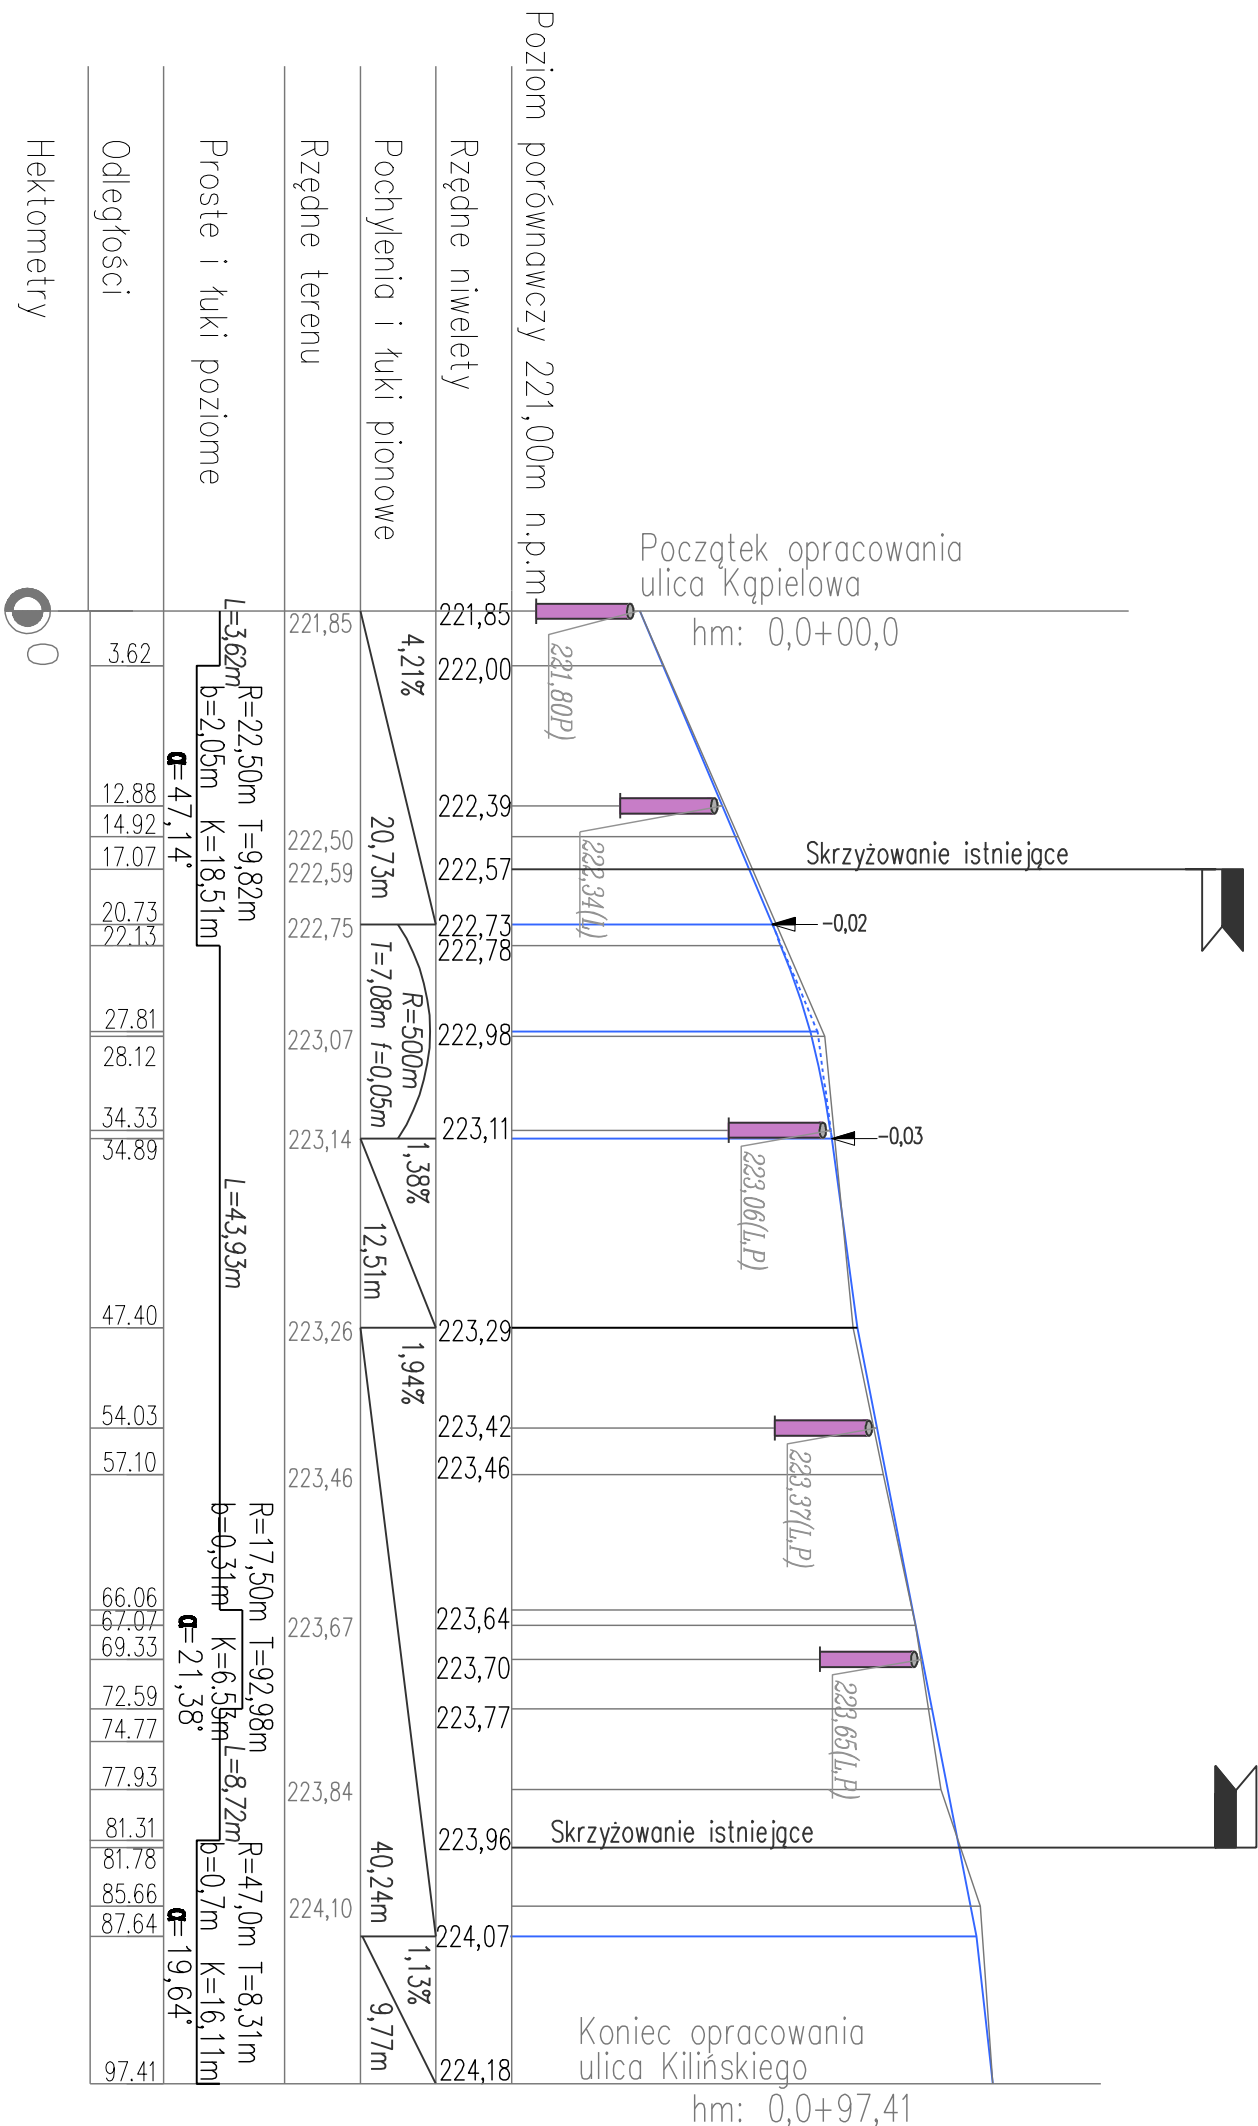 Poziom porównawczy 221,00m n.p.m
Rzędne niwelety
Pochylenia i łuki pionowe
Rzędne terenu
Proste i łuki poziome
Odległości
Hektometry
Początek opracowania
ulica Kąpielowa
hm: 0,0+00,0
Skrzyżowanie istniejące
-0,02
-0,03
Skrzyżowanie istniejące
Koniec opracowania
ulica Kilińskiego
hm: 0,0+97,41
221,80P)
222,34(L)
223,06(L,P)
223,37(L,P)
223,65(L,P)
221,85
222,00
222,39
222,57
222,73
222,78
222,98
223,11
223,29
223,42
223,46
223,64
223,70
223,77
223,96
224,07
224,18
4,21%
20,73m
R=500m
T=7,08m f=0,05m
1,38%
12,51m
1,94%
40,24m
1,13%
9,77m
221,85
222,50
222,59
222,75
223,07
223,14
223,26
223,46
223,67
223,84
224,10
L=3,62m
R=22,50m T=9,82m
b=2,05m K=18,51m
α=47,14°
L=43,93m
R=17,50m T=92,98m
b=0,31m K=6.53m
α=21,38°
L=8,72m
R=47,0m T=8,31m
b=0,7m K=16,11m
α=19,64°
3.62
12.88
14.92
17.07
20.73
22.13
27.81
28.12
34.33
34.89
47.40
54.03
57.10
66.06
67.07
69.33
72.59
74.77
77.93
81.31
81.78
85.66
87.64
97.41
0